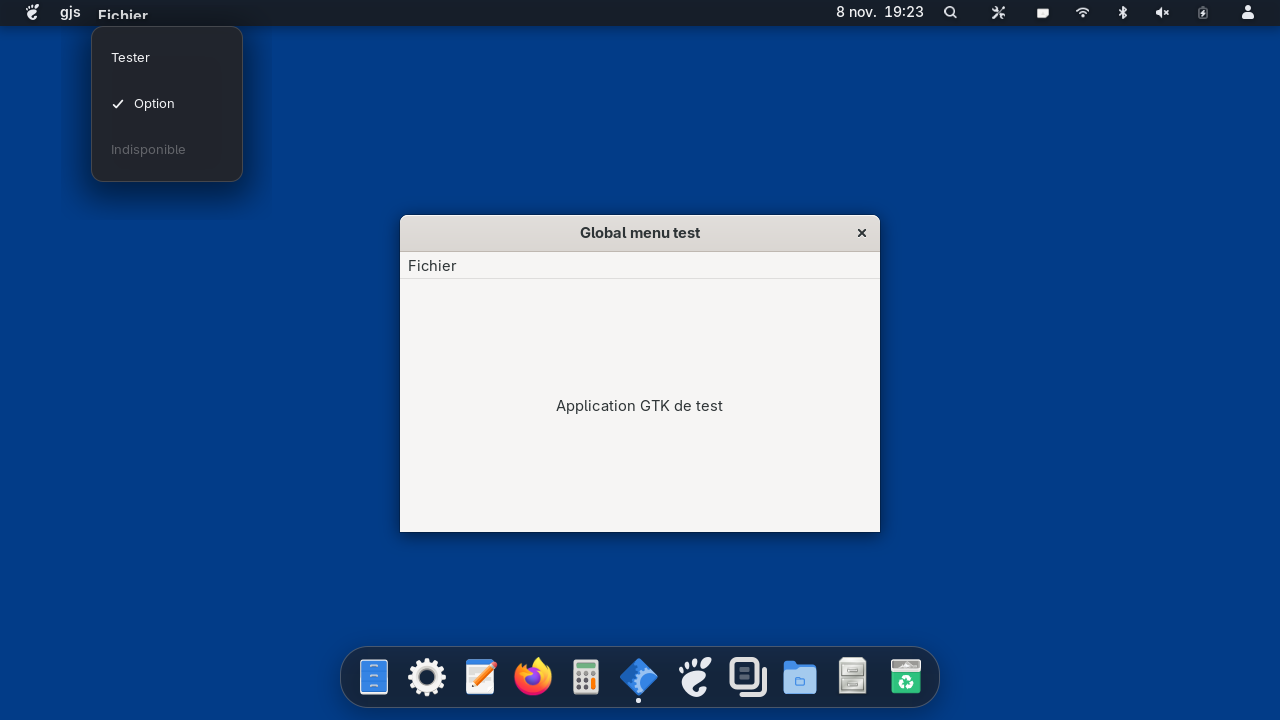 gjs Fichier 8 nov. 19:23
Tester
Option
Indisponible
Global menu test
Fichier
Application GTK de test